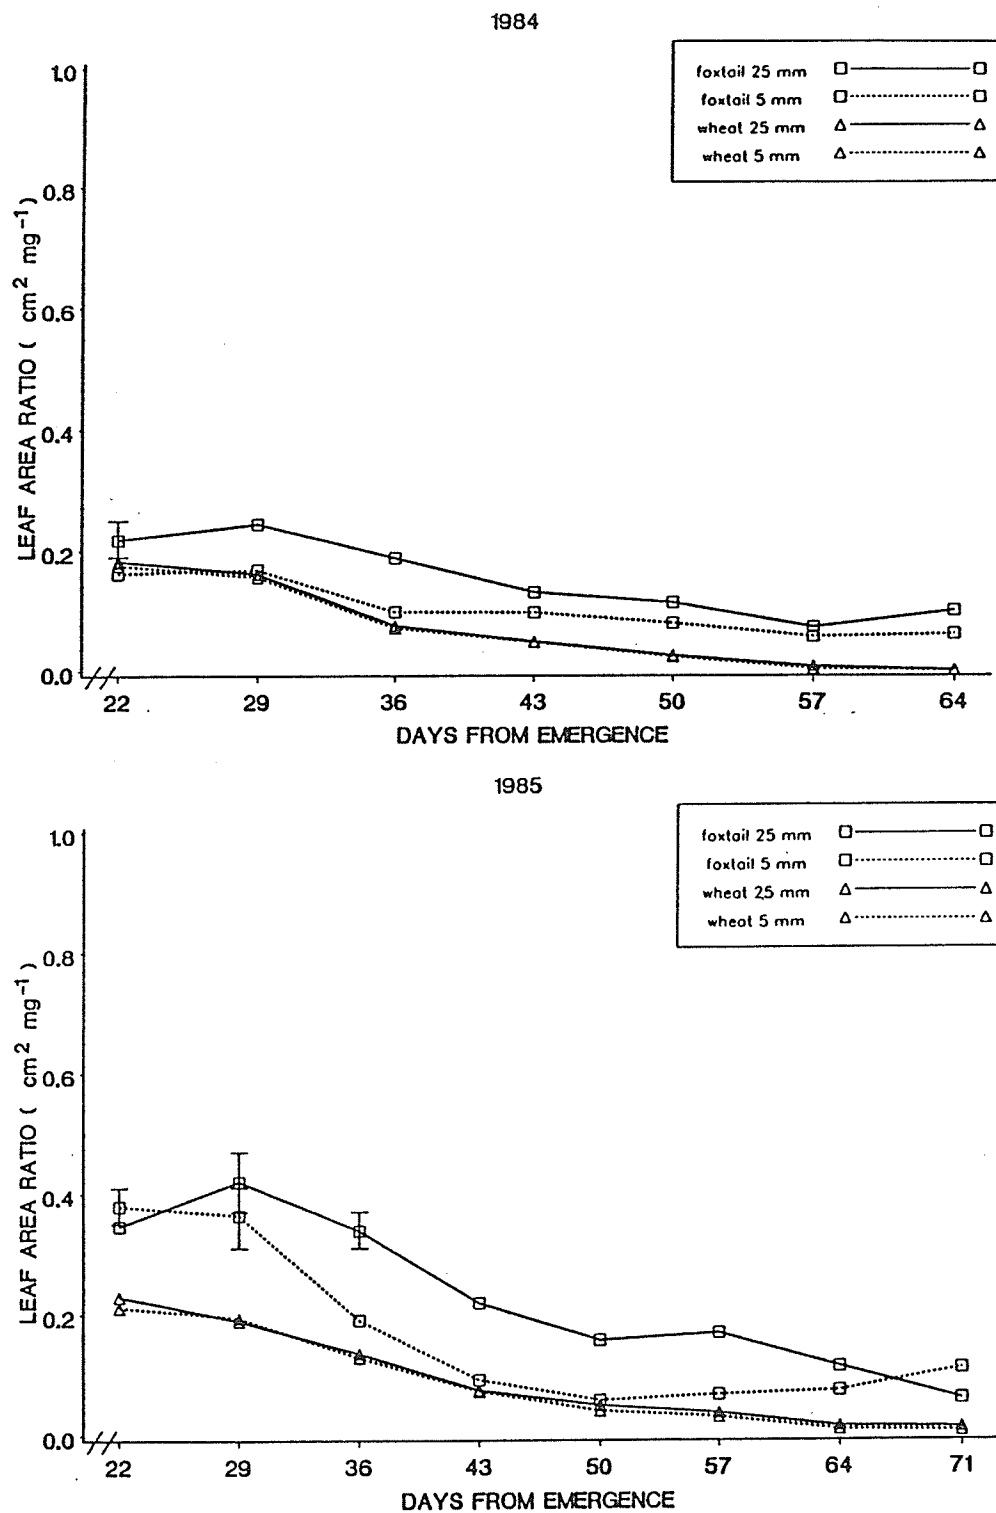 1984
foxtail 25 mm
foxtail 5 mm
wheat 25 mm
wheat 5 mm
1.0
0.8
0.6
0.4
0.2
0.0
LEAF AREA RATIO ( cm2 mg-1)
22 29 36 43 50 57 64
DAYS FROM EMERGENCE
1985
foxtail 25 mm
foxtail 5 mm
wheat 25 mm
wheat 5 mm
1.0
0.8
0.6
0.4
0.2
0.0
LEAF AREA RATIO ( cm2 mg-1)
22 29 36 43 50 57 64 71
DAYS FROM EMERGENCE